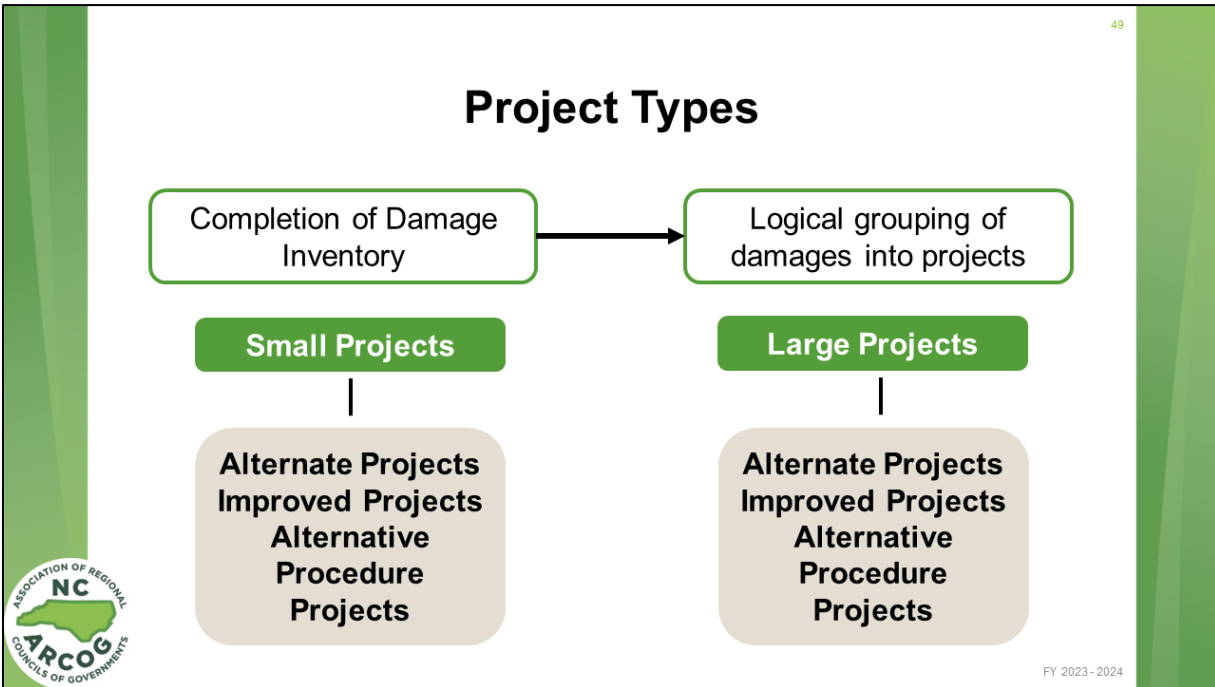 49
Project Types
Completion of Damage
Inventory
Logical grouping of
damages into projects
Small Projects
Large Projects
Alternate Projects
Improved Projects
Alternative
Procedure
Projects
Alternate Projects
Improved Projects
Alternative
Procedure
Projects
ASSOCIATION OF REGIONAL
NC
ARCOG
COUNCILS OF GOVERNMENTS
FY 2023 - 2024